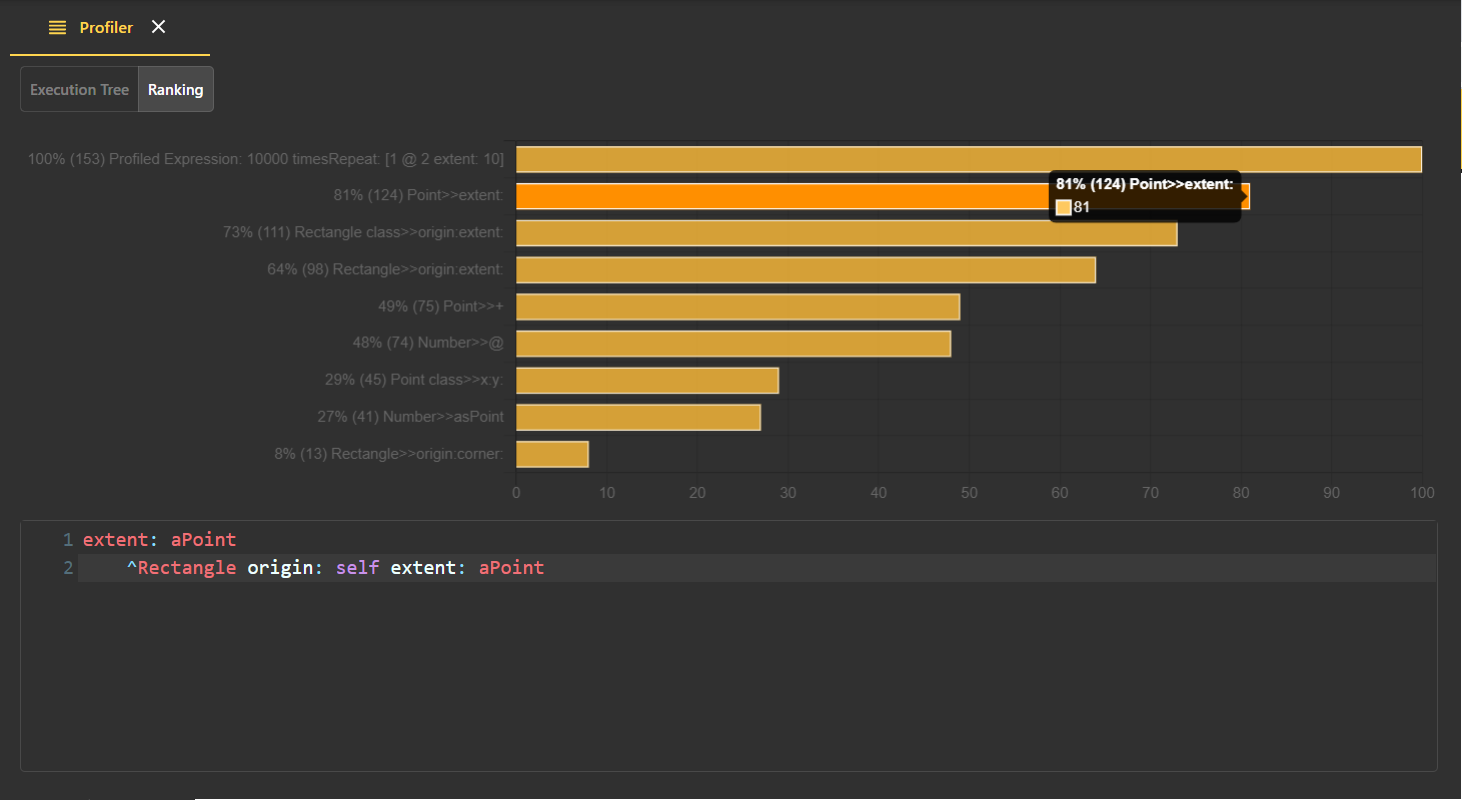 Profiler
Execution Tree Ranking
100% (153) Profiled Expression: 10000 timesRepeat: [1 @ 2 extent: 10]
81% (124) Point>>extent:
81% (124) Point>>extent:
81
73% (111) Rectangle class>>origin:extent:
64% (98) Rectangle>>origin:extent:
49% (75) Point>>+
48% (74) Number>>@
29% (45) Point class>>x:y:
27% (41) Number>>asPoint
8% (13) Rectangle>>origin:corner:
0 10 20 30 40 50 60 70 80 90 100
1 extent: aPoint
2 ^Rectangle origin: self extent: aPoint